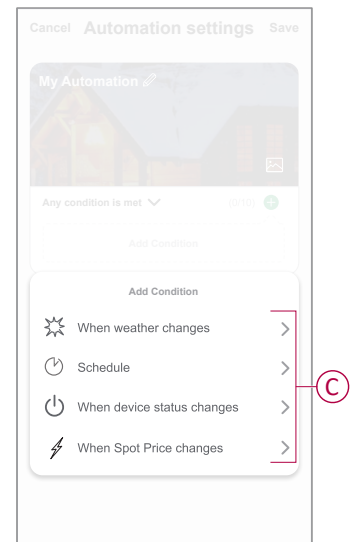 Cancel Automation settings Save
My Automation
Any condition is met (0/10)
Add Condition
Add Condition
When weather changes
Schedule
When device status changes
When Spot Price changes
C